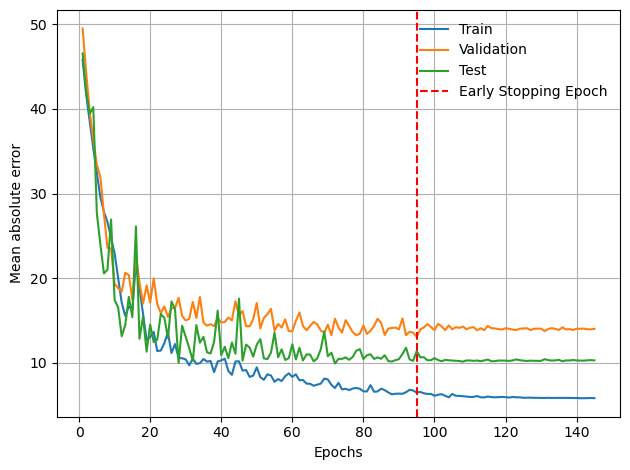 50
40
30
20
10
0
20
40
60
80
100
120
140
Mean absolute error
Epochs
Train
Validation
Test
Early Stopping Epoch